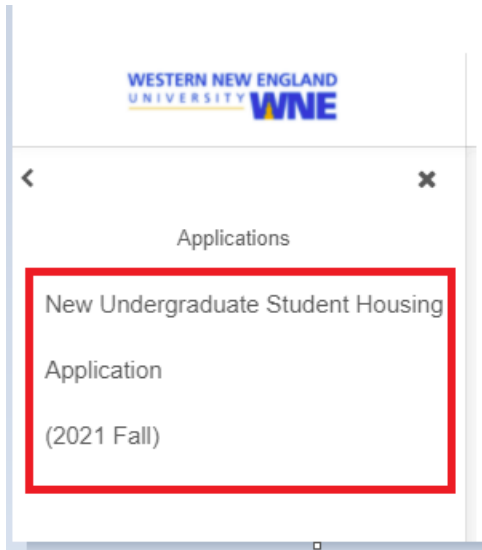 WESTERN NEW ENGLAND
UNIVERSITY WNE
Applications
New Undergraduate Student Housing
Application
(2021 Fall)